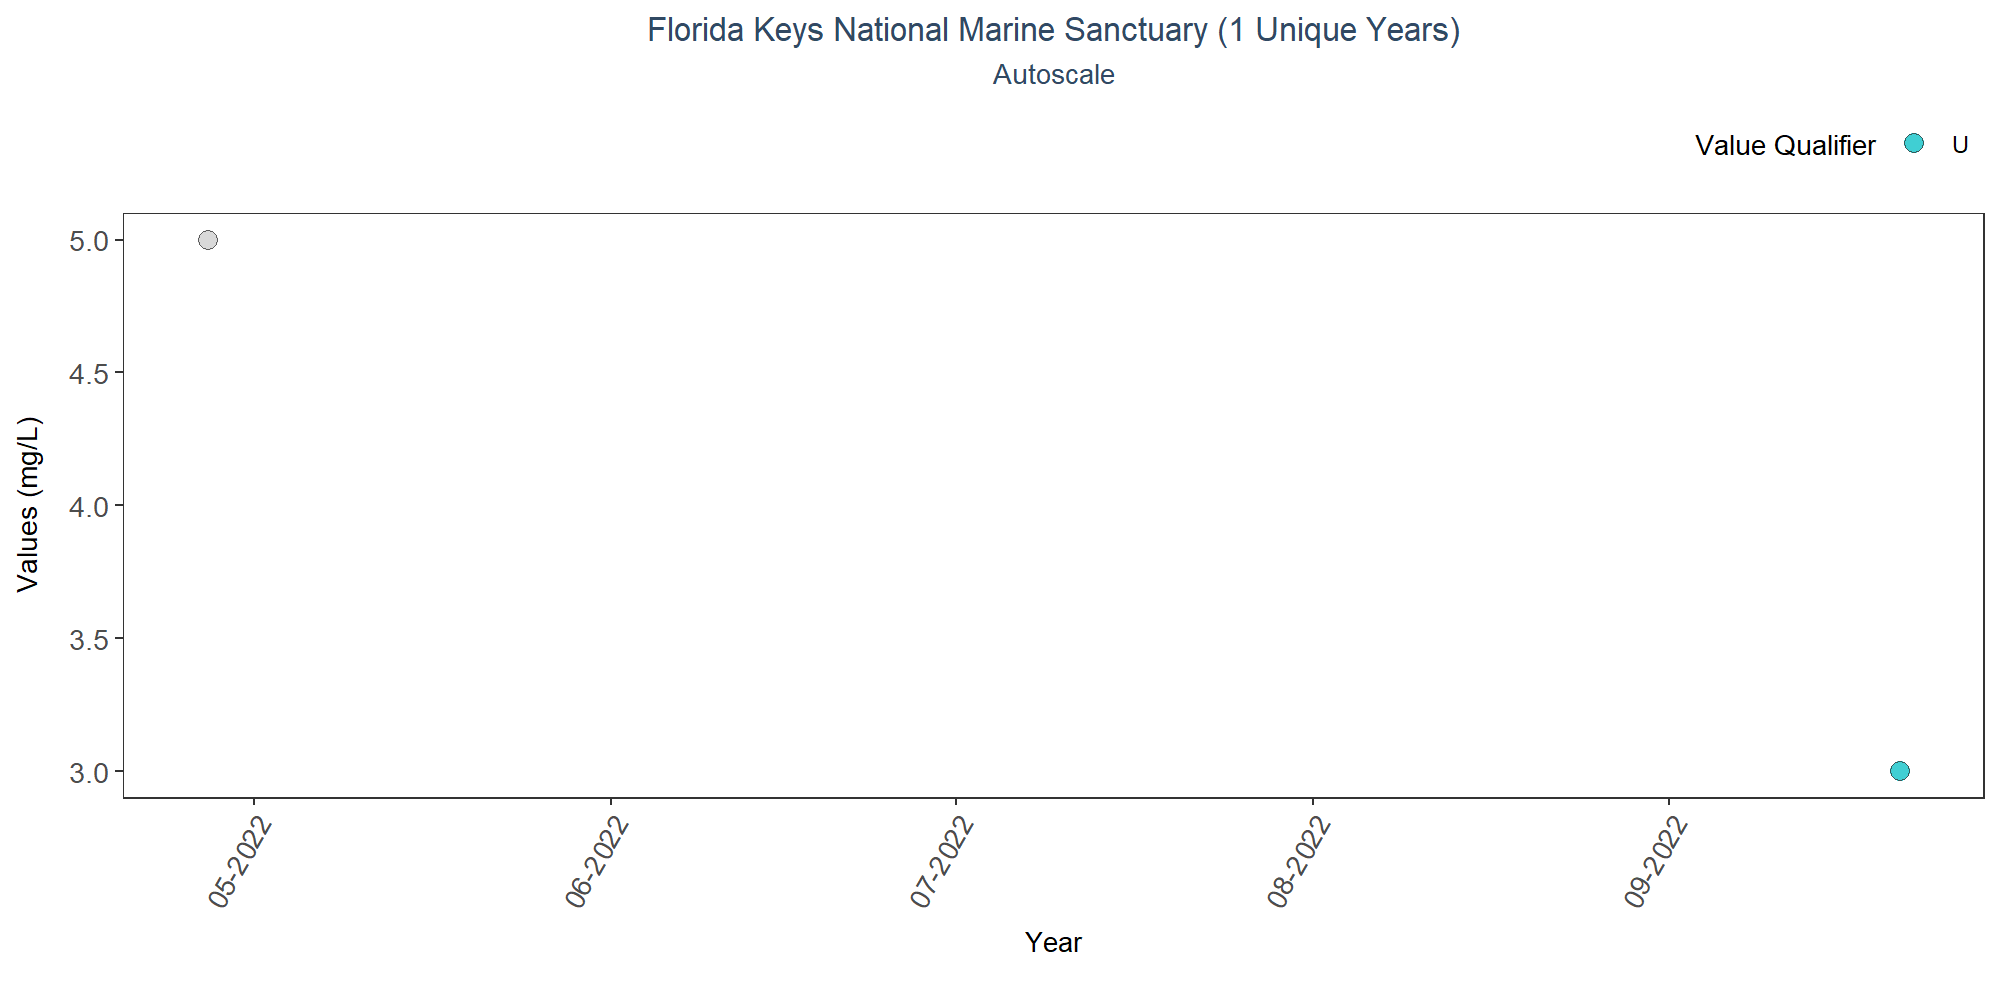 Florida Keys National Marine Sanctuary (1 Unique Years)
Autoscale
Value Qualifier U
5.0
4.5
4.0
3.5
3.0
Values (mg/L)
05-2022 06-2022 07-2022 08-2022 09-2022
Year